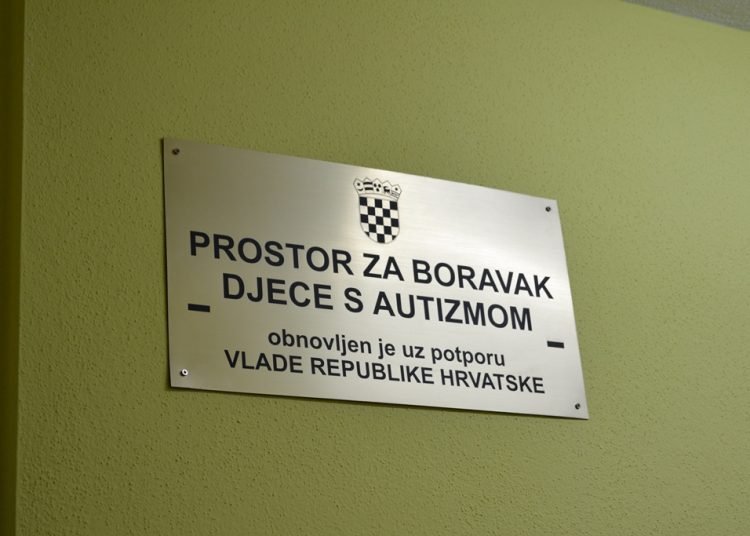 PROSTOR ZA BORAVAK
DJECE S AUTIZMOM
obnovljen je uz potporu
VLADE REPUBLIKE HRVATSKE